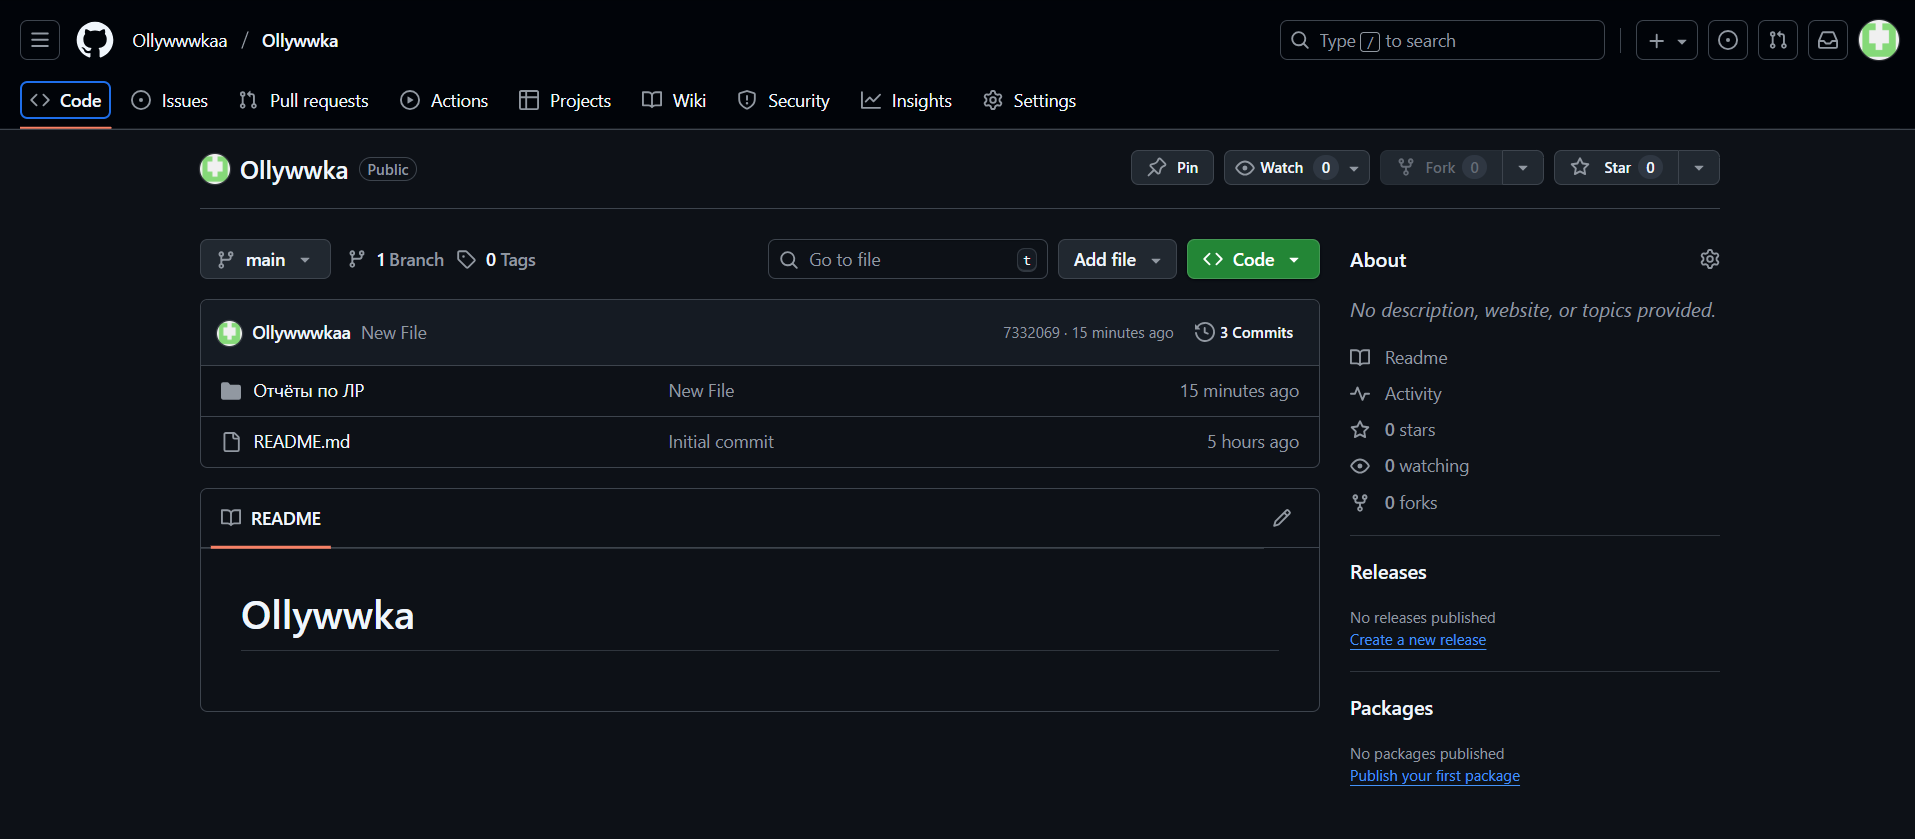 Ollywwwkaa / Ollywwka Type / to search
Code Issues Pull requests Actions Projects Wiki Security Insights Settings
Ollywwka Public Pin Watch 0 Fork 0 Star 0
main 1 Branch 0 Tags Go to file t Add file Code
Ollywwwkaa New File 7332069 · 15 minutes ago 3 Commits
Отчёты по ЛР New File 15 minutes ago
README.md Initial commit 5 hours ago
README
Ollywwka
About
No description, website, or topics provided.
Readme
Activity
0 stars
0 watching
0 forks
Releases
No releases published
Create a new release
Packages
No packages published
Publish your first package